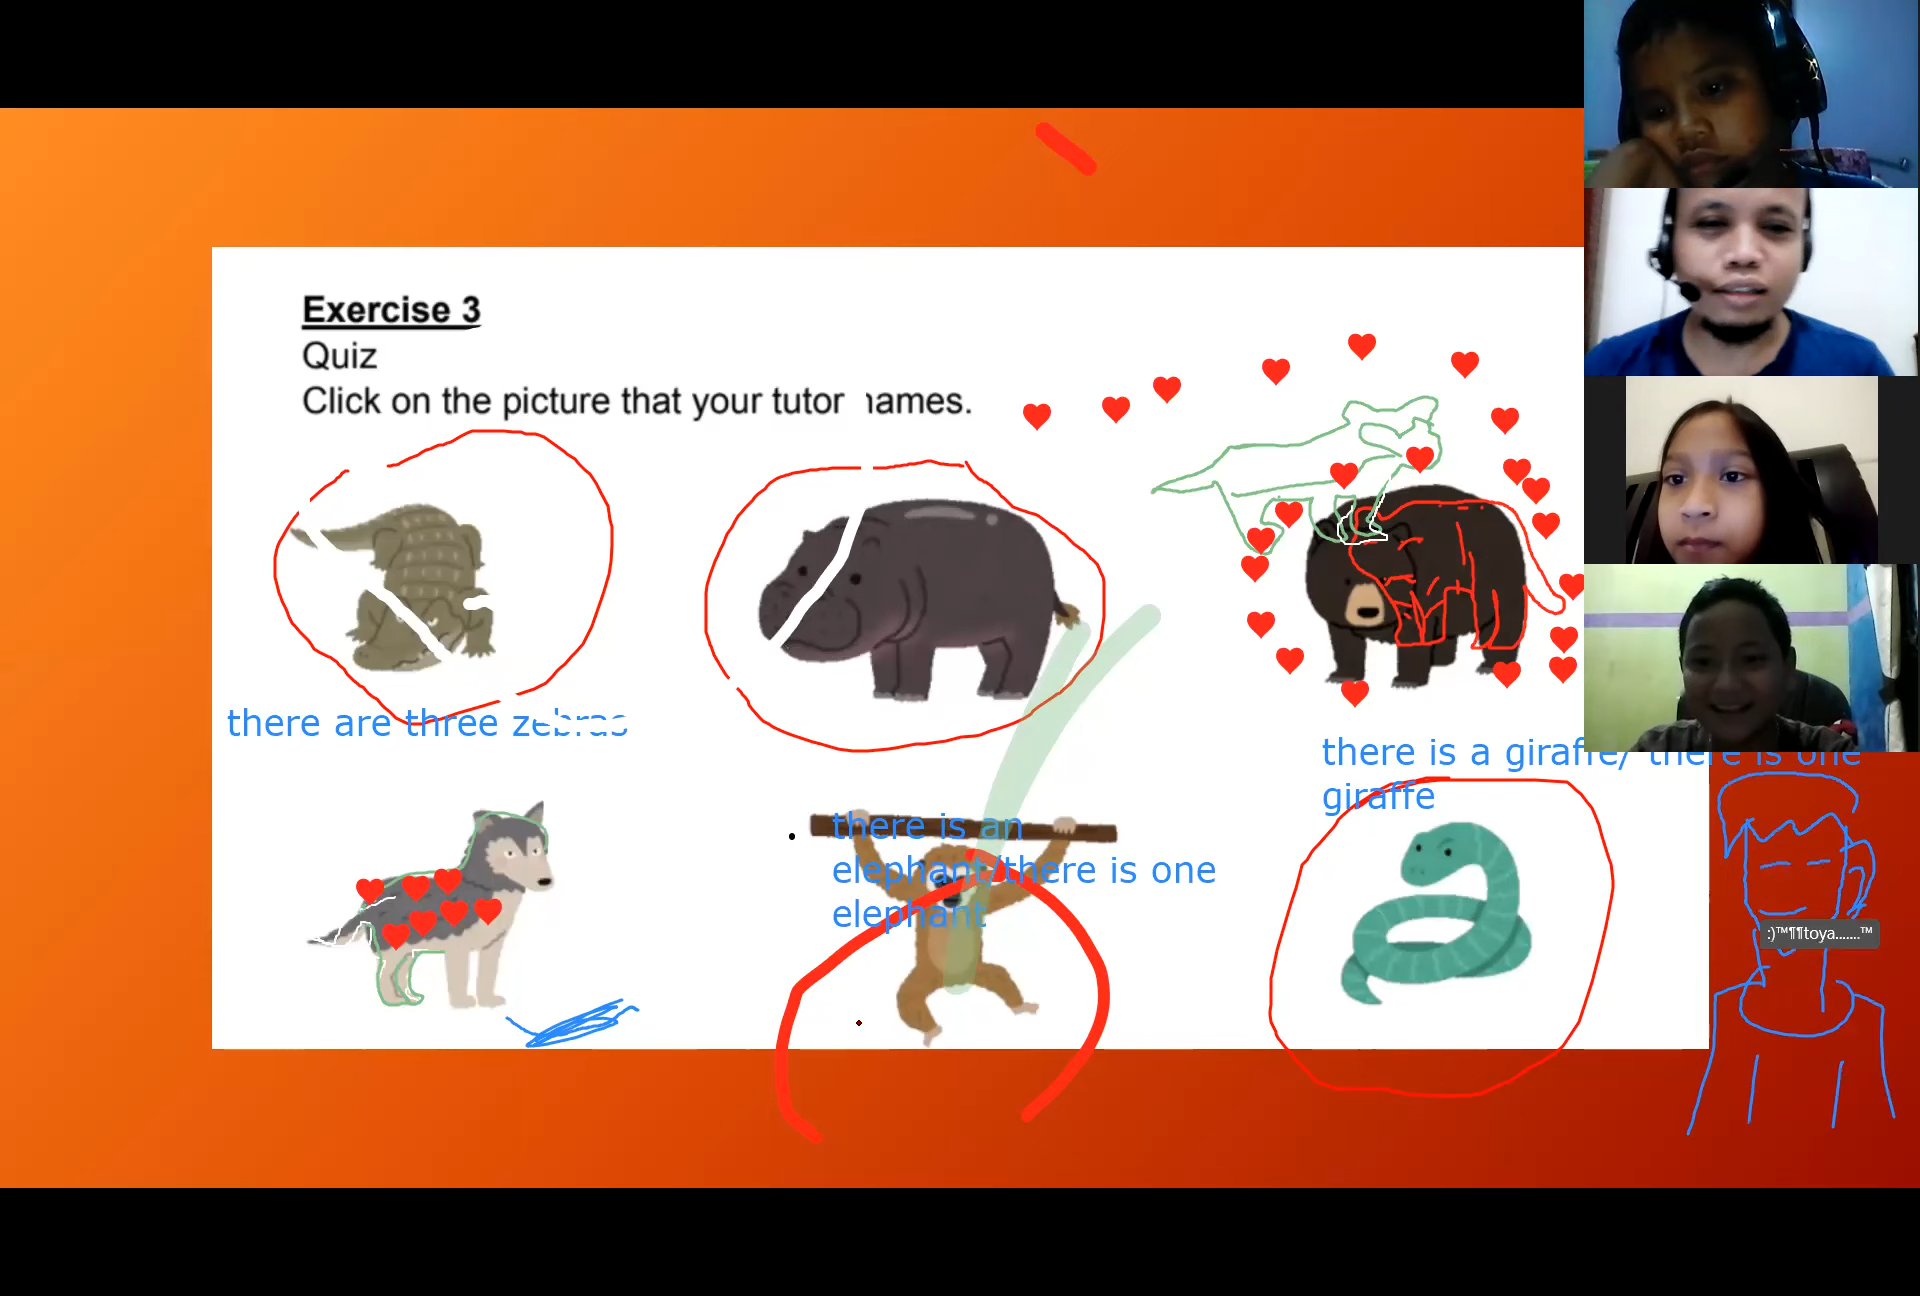 Exercise 3
Quiz
Click on the picture that your tutor names.
there are three zebras
there is a giraffe/ there is one
giraffe
there is an
elephant/there is one
elephant
:)™¶¶toya.......™